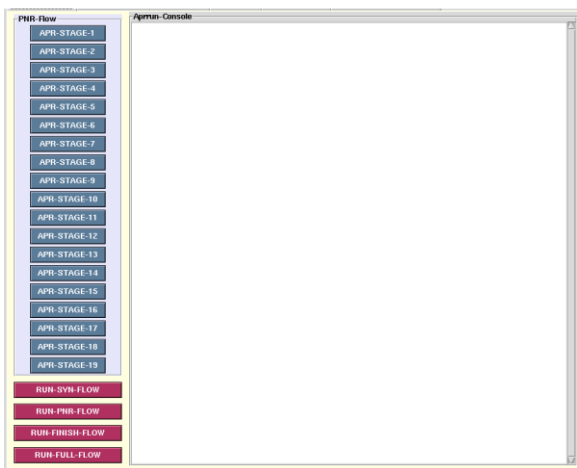 PNR-Flow
Aprrun-Console
APR-STAGE-1
APR-STAGE-2
APR-STAGE-3
APR-STAGE-4
APR-STAGE-5
APR-STAGE-6
APR-STAGE-7
APR-STAGE-8
APR-STAGE-9
APR-STAGE-10
APR-STAGE-11
APR-STAGE-12
APR-STAGE-13
APR-STAGE-14
APR-STAGE-15
APR-STAGE-16
APR-STAGE-17
APR-STAGE-18
APR-STAGE-19
RUN-SYN-FLOW
RUN-PNR-FLOW
RUN-FINISH-FLOW
RUN-FULL-FLOW